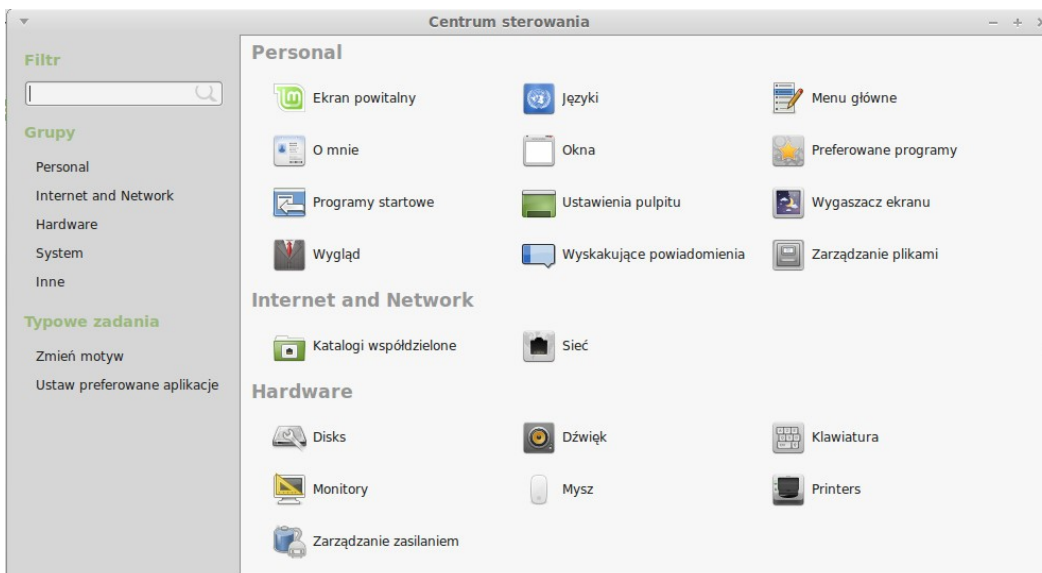 Centrum sterowania
Filtr
Grupy
Personal
Internet and Network
Hardware
System
Inne
Typowe zadania
Zmień motyw
Ustaw preferowane aplikacje
Personal
Ekran powitalny
Języki
Menu główne
O mnie
Okna
Preferowane programy
Programy startowe
Ustawienia pulpitu
Wygaszacz ekranu
Wygląd
Wyskakujące powiadomienia
Zarządzanie plikami
Internet and Network
Katalogi współdzielone
Sieć
Hardware
Disks
Dźwięk
Klawiatura
Monitory
Mysz
Printers
Zarządzanie zasilaniem